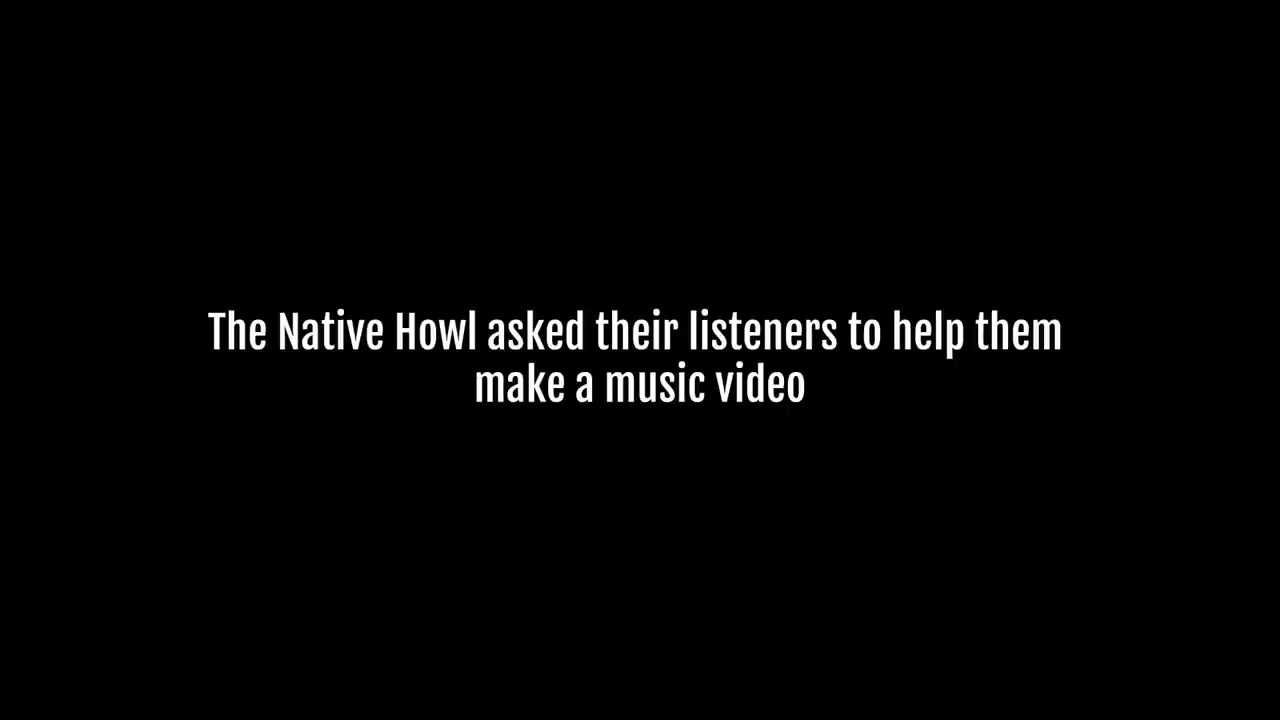 The Native Howl asked their listeners to help them
make a music video